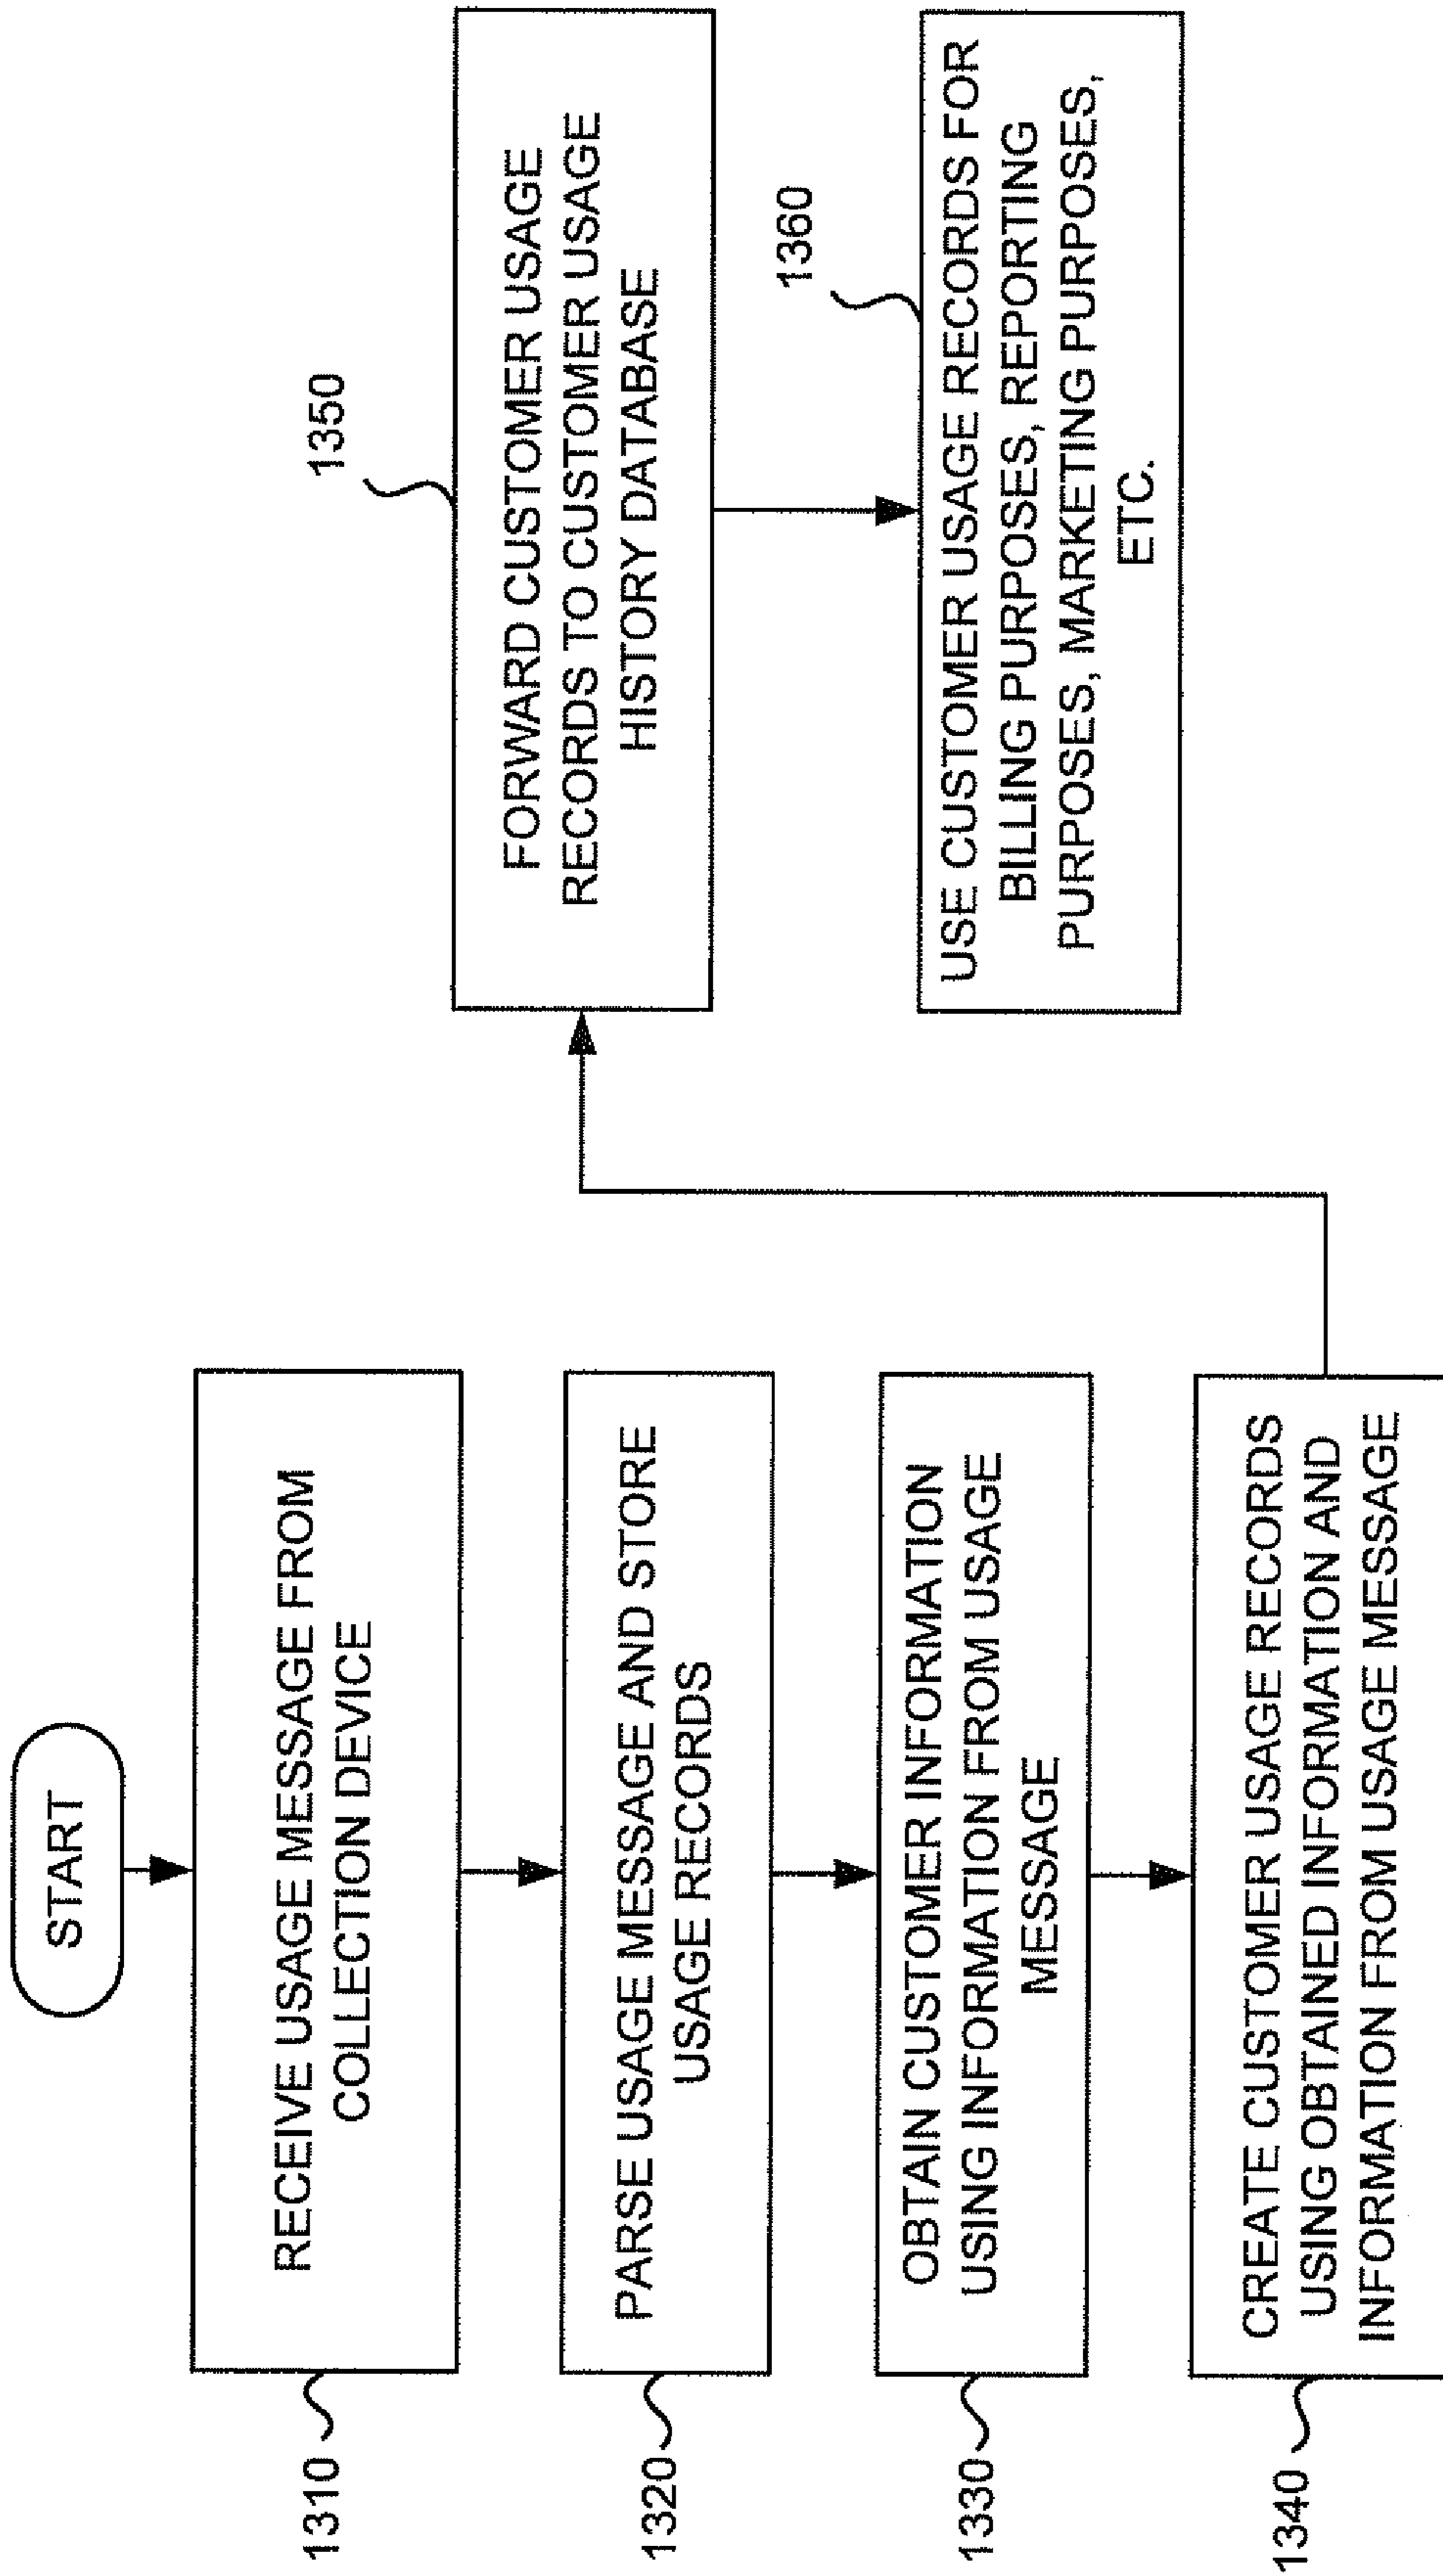 START
1310
RECEIVE USAGE MESSAGE FROM
COLLECTION DEVICE
1320
PARSE USAGE MESSAGE AND STORE
USAGE RECORDS
1330
OBTAIN CUSTOMER INFORMATION
USING INFORMATION FROM USAGE
MESSAGE
1340
CREATE CUSTOMER USAGE RECORDS
USING OBTAINED INFORMATION AND
INFORMATION FROM USAGE MESSAGE
1350
FORWARD CUSTOMER USAGE
RECORDS TO CUSTOMER USAGE
HISTORY DATABASE
1360
USE CUSTOMER USAGE RECORDS FOR
BILLING PURPOSES, REPORTING
PURPOSES, MARKETING PURPOSES,
ETC.